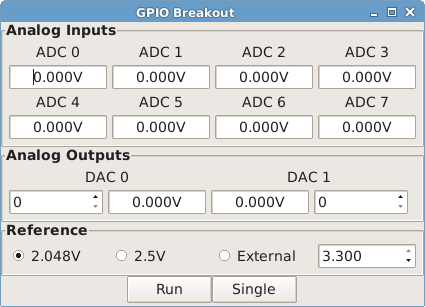 GPIO Breakout
Analog Inputs
ADC 0 ADC 1 ADC 2 ADC 3
0.000V 0.000V 0.000V 0.000V
ADC 4 ADC 5 ADC 6 ADC 7
0.000V 0.000V 0.000V 0.000V
Analog Outputs
DAC 0 DAC 1
0 0.000V 0.000V 0
Reference
2.048V 2.5V External 3.300
Run Single